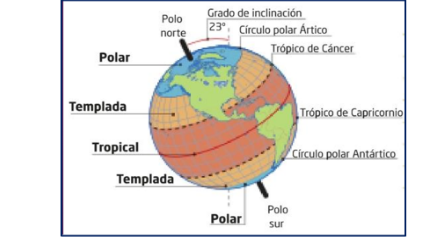 Polo
norte
Grado de inclinación
23°
Círculo polar Ártico
Trópico de Cáncer
Polar
Templada
Trópico de Capricornio
Tropical
Círculo polar Antártico
Templada
Polar
Polo
sur